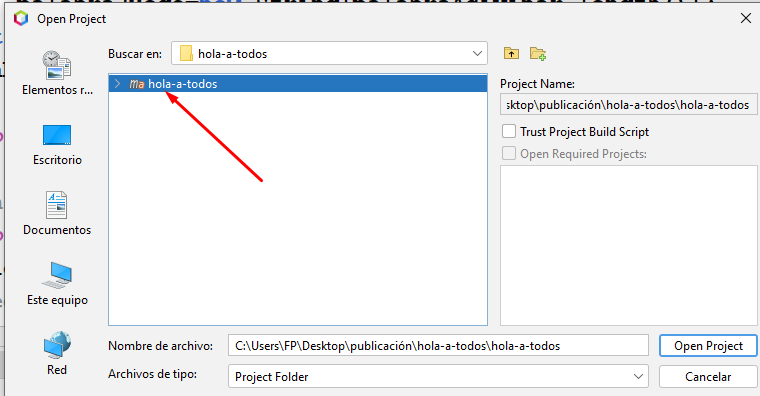 Open Project
Buscar en:
hola-a-todos
Elementos r...
Escritorio
Documentos
Este equipo
Red
ma hola-a-todos
Project Name:
sktop\publicación\hola-a-todos\hola-a-todos
Trust Project Build Script
Open Required Projects:
Nombre de archivo:
C:\Users\FP\Desktop\publicación\hola-a-todos\hola-a-todos
Open Project
Archivos de tipo:
Project Folder
Cancelar